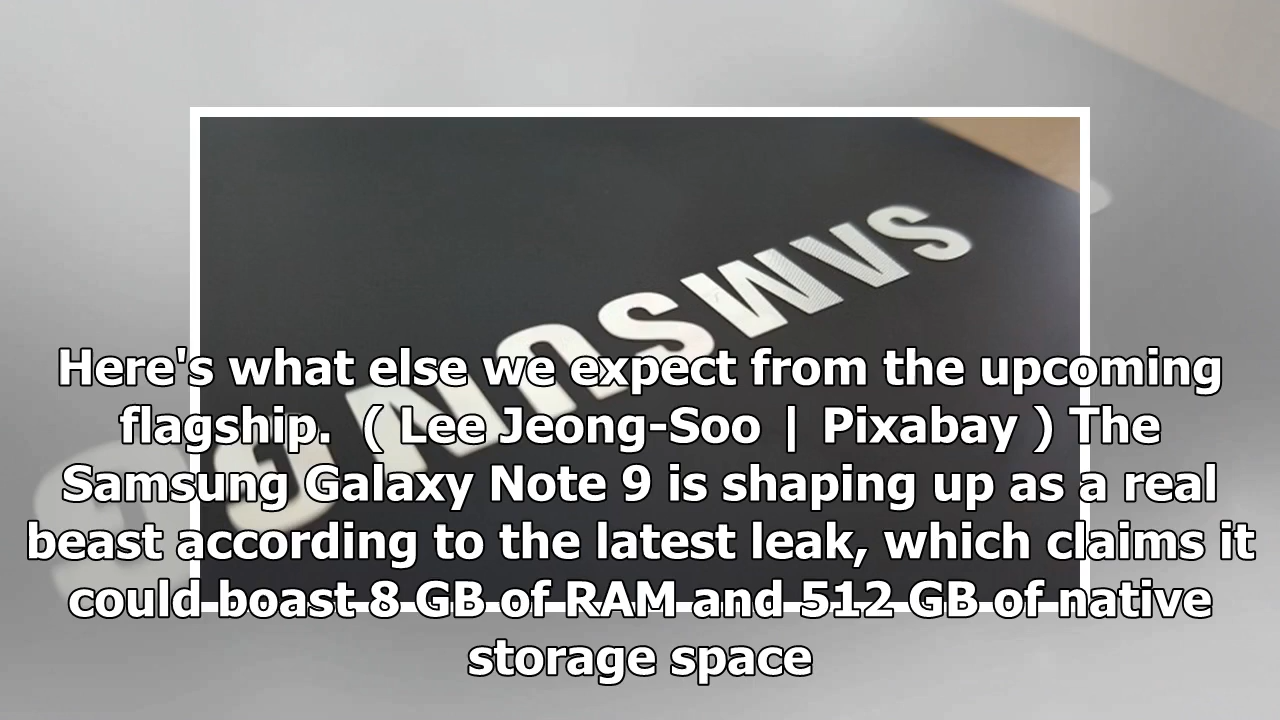 SAMSUNG
Here's what else we expect from the upcoming
flagship.  ( Lee Jeong-Soo | Pixabay ) The
Samsung Galaxy Note 9 is shaping up as a real
beast according to the latest leak, which claims it
could boast 8 GB of RAM and 512 GB of native
storage space